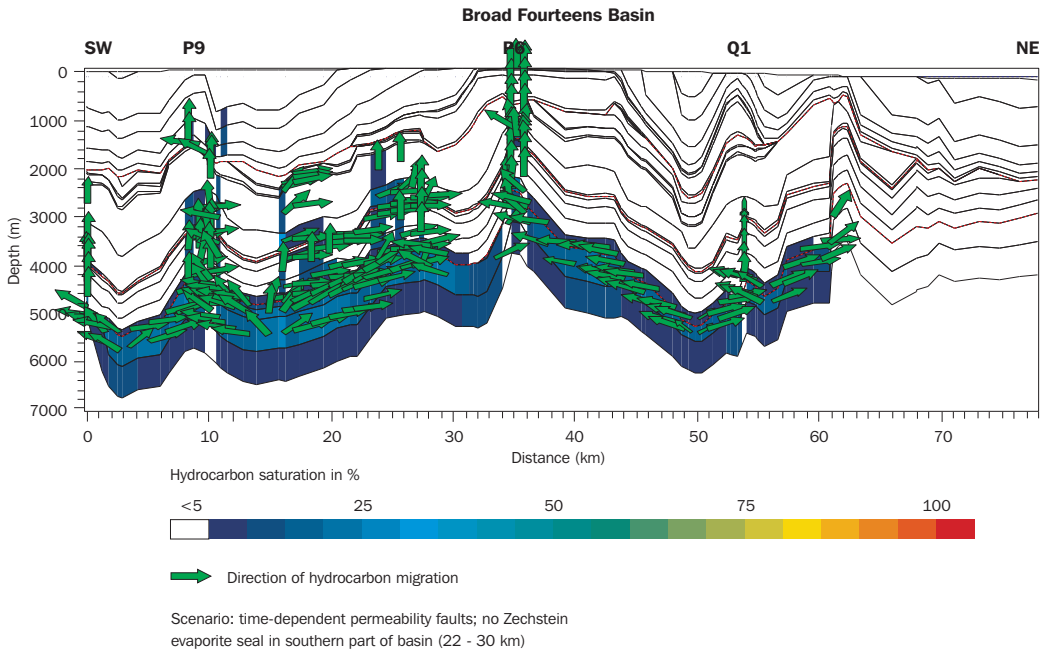 Broad Fourteens Basin
SW P9 P6 Q1 NE
Depth (m)
0
1000
2000
3000
4000
5000
6000
7000
0 10 20 30 40 50 60 70
Distance (km)
Hydrocarbon saturation in %
<5 25 50 75 100
Direction of hydrocarbon migration
Scenario: time-dependent permeability faults; no Zechstein
evaporite seal in southern part of basin (22 - 30 km)